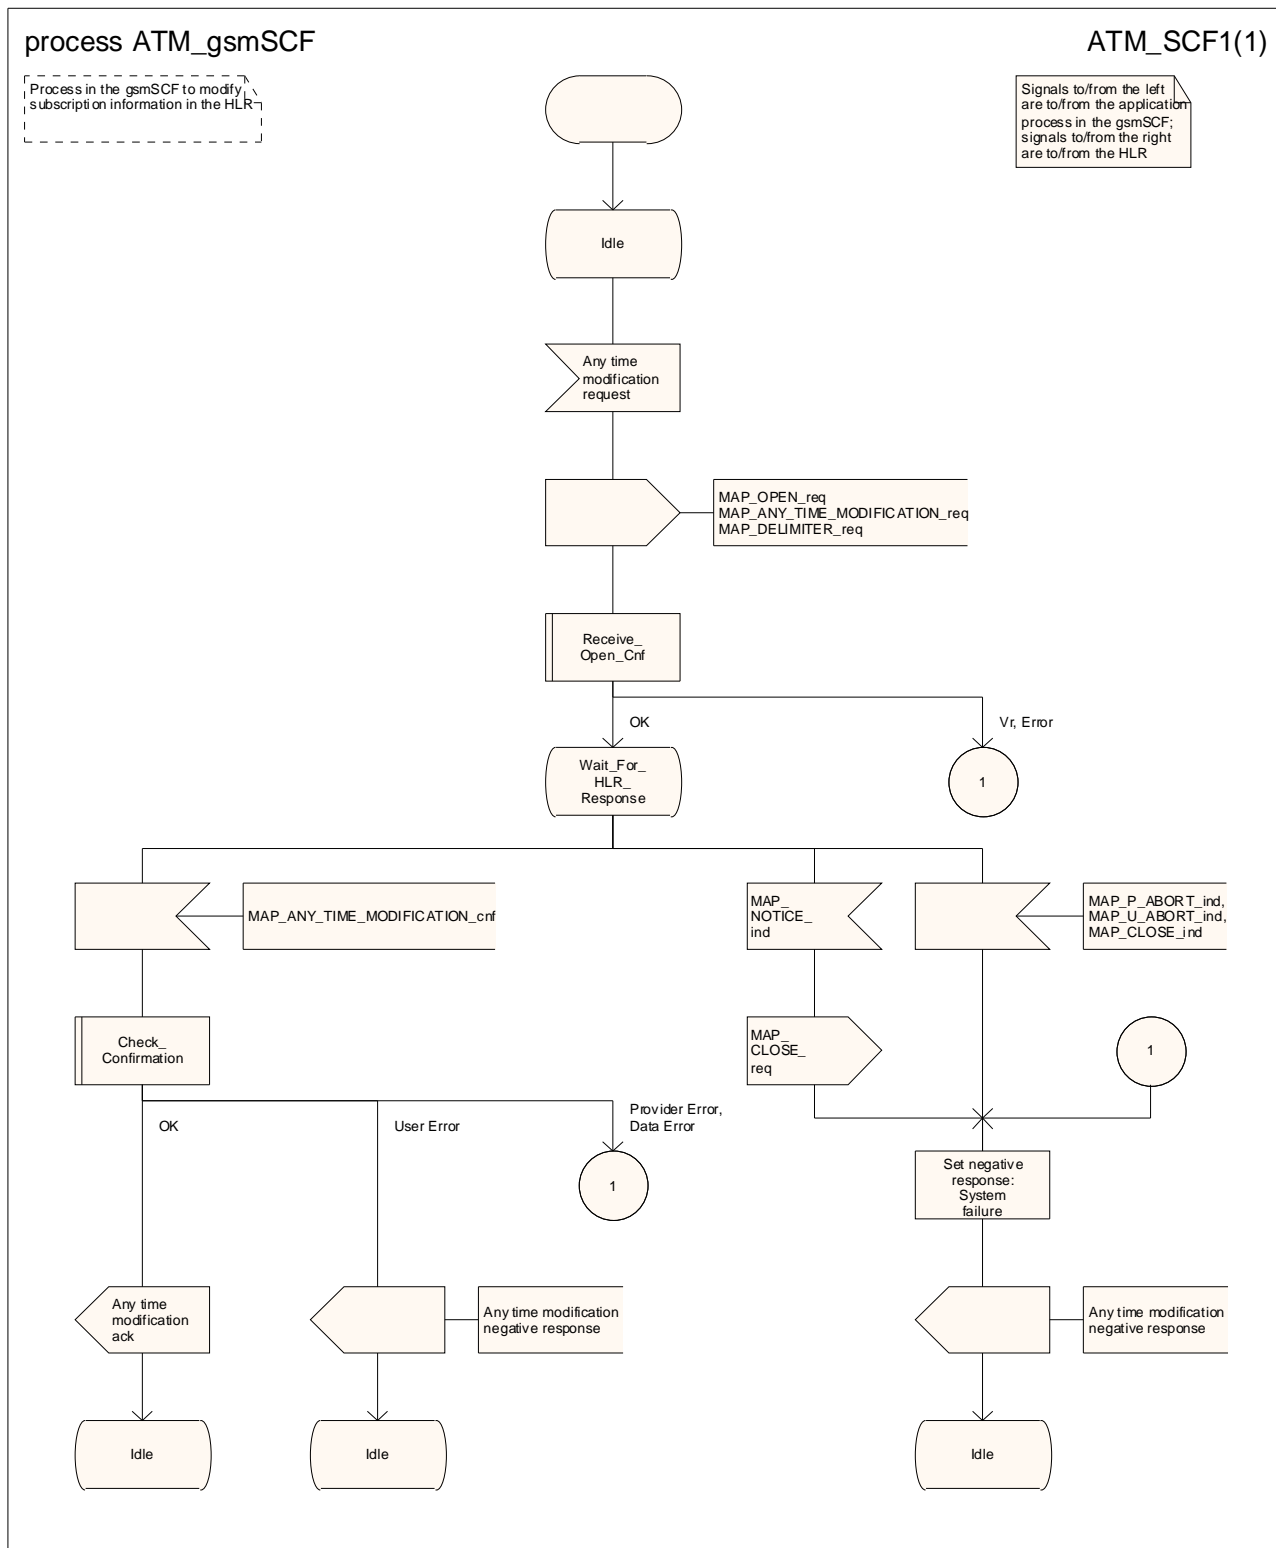 process ATM_gsmSCF
ATM_SCF1(1)
Process in the gsmSCF to modify
subscription information in the HLR
Signals to/from the left
are to/from the application
process in the gsmSCF;
signals to/from the right
are to/from the HLR
Idle
Any time
modification
request
MAP_OPEN_req
MAP_ANY_TIME_MODIFICATION_req
MAP_DELIMITER_req
Receive_
Open_Cnf
OK
Vr, Error
Wait_For_
HLR_
Response
1
MAP_ANY_TIME_MODIFICATION_cnf
MAP_
NOTICE_
ind
MAP_P_ABORT_ind,
MAP_U_ABORT_ind,
MAP_CLOSE_ind
Check_
Confirmation
MAP_
CLOSE_
req
1
OK
User Error
Provider Error,
Data Error
1
Set negative
response:
System
failure
Any time
modification
ack
Any time modification
negative response
Any time modification
negative response
Idle
Idle
Idle